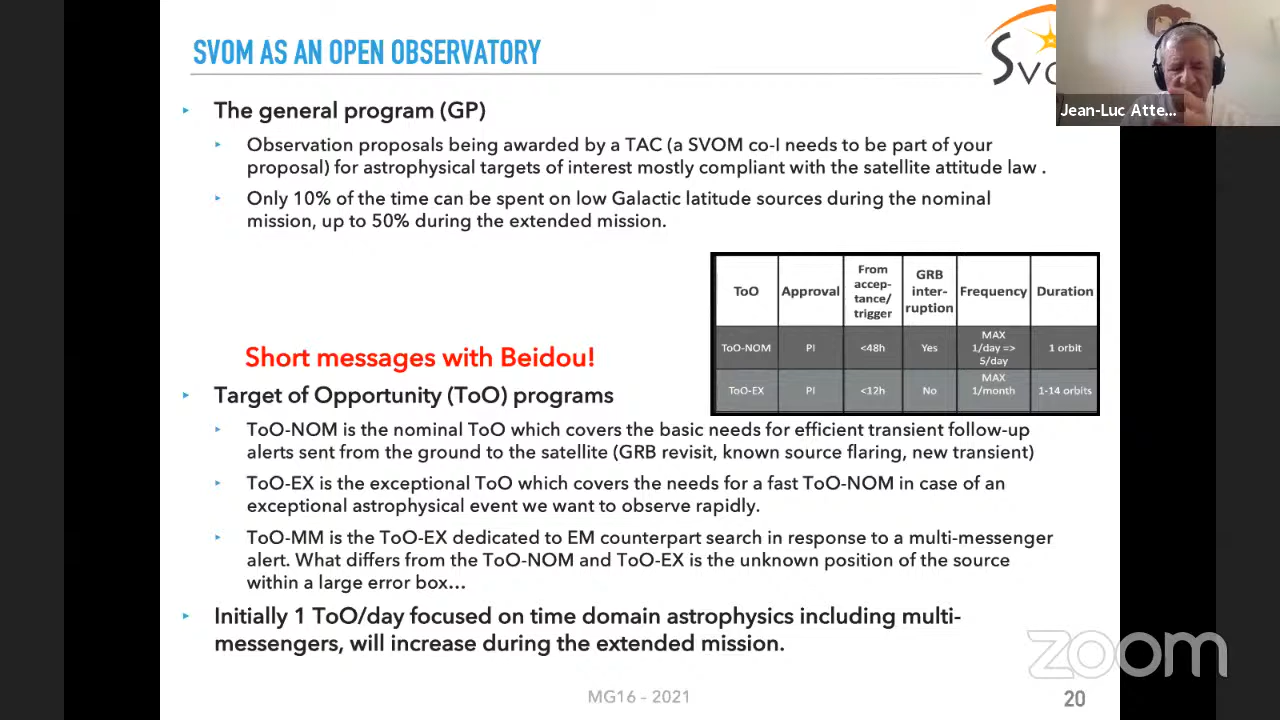 SVOM AS AN OPEN OBSERVATORY
Svo
Jean-Luc Atte...
The general program (GP)
Observation proposals being awarded by a TAC (a SVOM co-I needs to be part of your
proposal) for astrophysical targets of interest mostly compliant with the satellite attitude law .
Only 10% of the time can be spent on low Galactic latitude sources during the nominal
mission, up to 50% during the extended mission.
ToO Approval From accep- tance/ trigger GRB inter- ruption Frequency Duration
ToO-NOM PI <48h Yes MAX 1/day => 5/day 1 orbit
ToO-EX PI <12h No MAX 1/month 1-14 orbits
Short messages with Beidou!
Target of Opportunity (ToO) programs
ToO-NOM is the nominal ToO which covers the basic needs for efficient transient follow-up
alerts sent from the ground to the satellite (GRB revisit, known source flaring, new transient)
ToO-EX is the exceptional ToO which covers the needs for a fast ToO-NOM in case of an
exceptional astrophysical event we want to observe rapidly.
ToO-MM is the ToO-EX dedicated to EM counterpart search in response to a multi-messenger
alert. What differs from the ToO-NOM and ToO-EX is the unknown position of the source
within a large error box...
Initially 1 ToO/day focused on time domain astrophysics including multi-
messengers, will increase during the extended mission.
zoom
MG16 - 2021
20